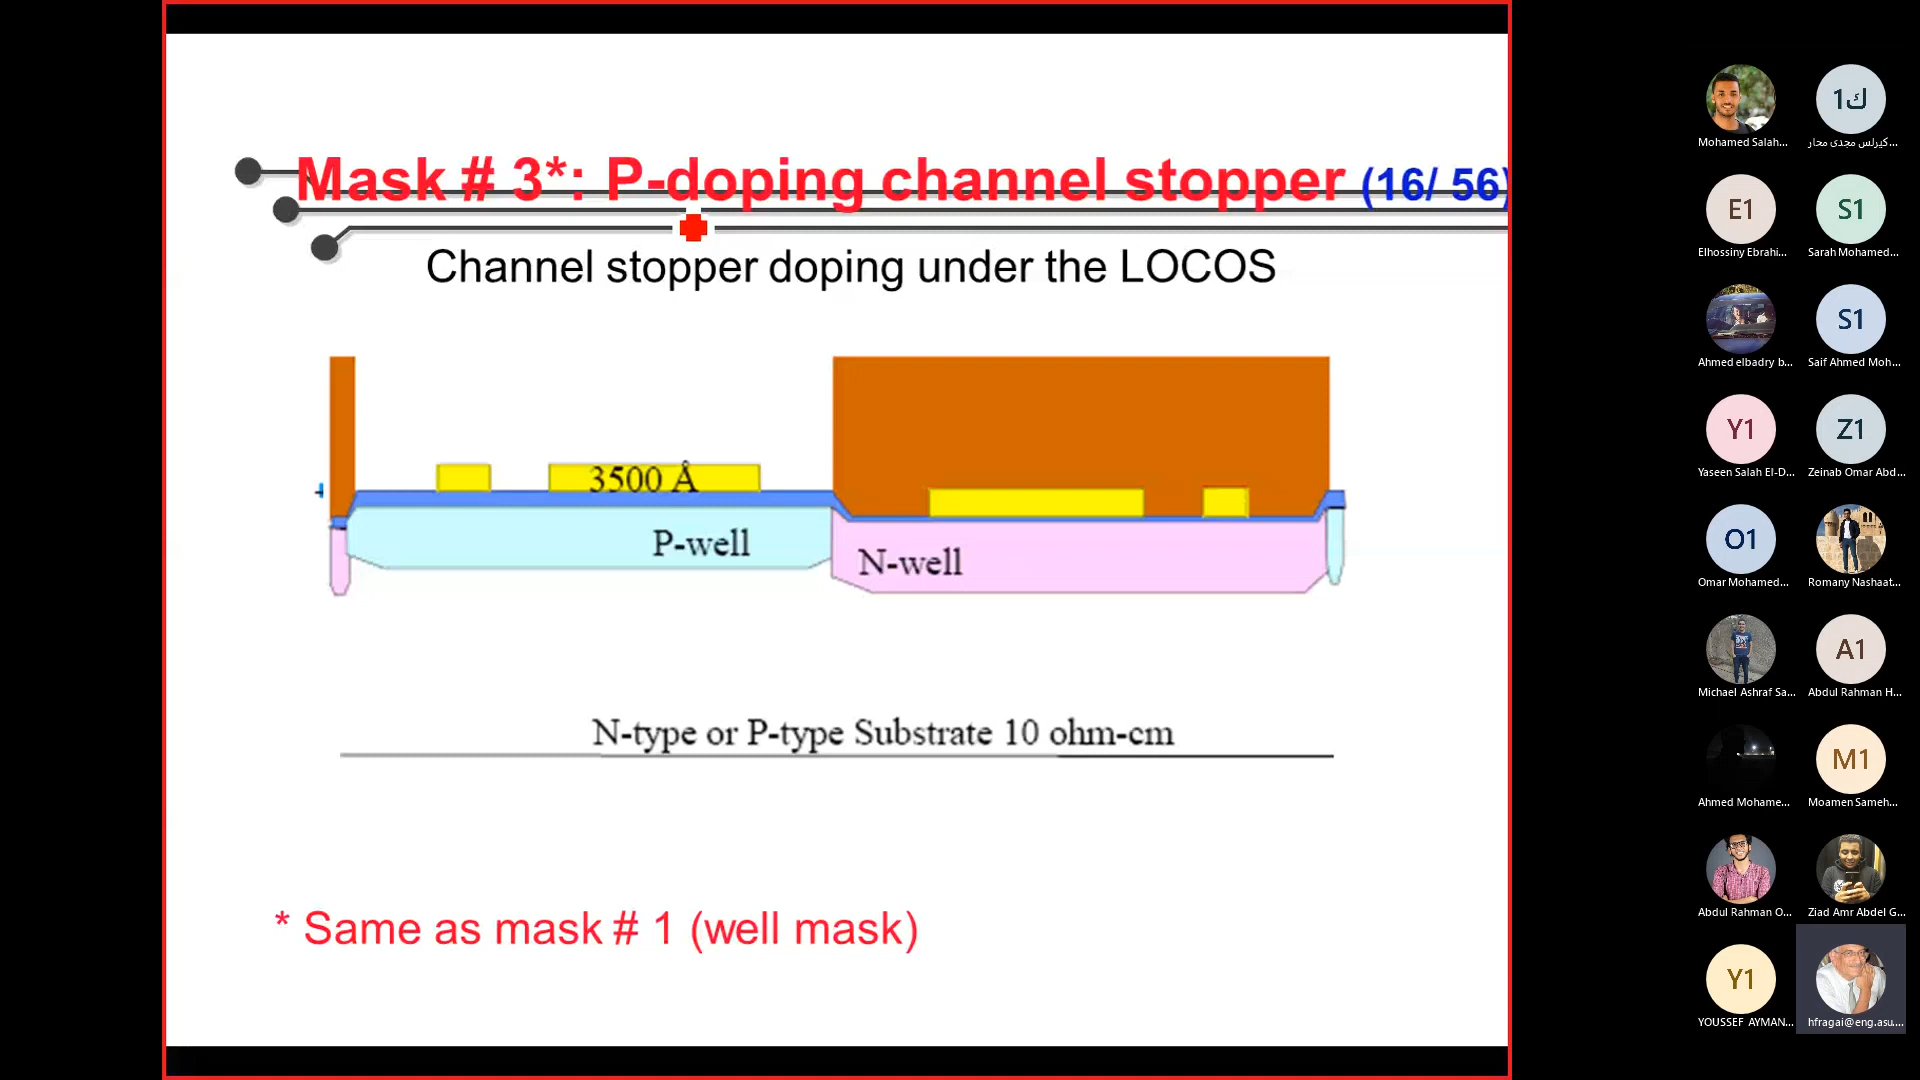 Mask # 3*: P-doping channel stopper (16/ 56)
Channel stopper doping under the LOCOS
3500 Å
P-well
N-well
N-type or P-type Substrate 10 ohm-cm
* Same as mask # 1 (well mask)
Mohamed Salah...
1ك
كيرلس مجدى محار...
E1
Elhossiny Ebrahi...
S1
Sarah Mohamed...
Ahmed elbadry b...
S1
Saif Ahmed Moh...
Y1
Yaseen Salah El-D...
Z1
Zeinab Omar Abd...
O1
Omar Mohamed...
Romany Nashaat...
Michael Ashraf Sa...
A1
Abdul Rahman H...
Ahmed Mohame...
M1
Moamen Sameh...
Abdul Rahman O...
Ziad Amr Abdel G...
Y1
YOUSSEF AYMAN...
hfragai@eng.asu....